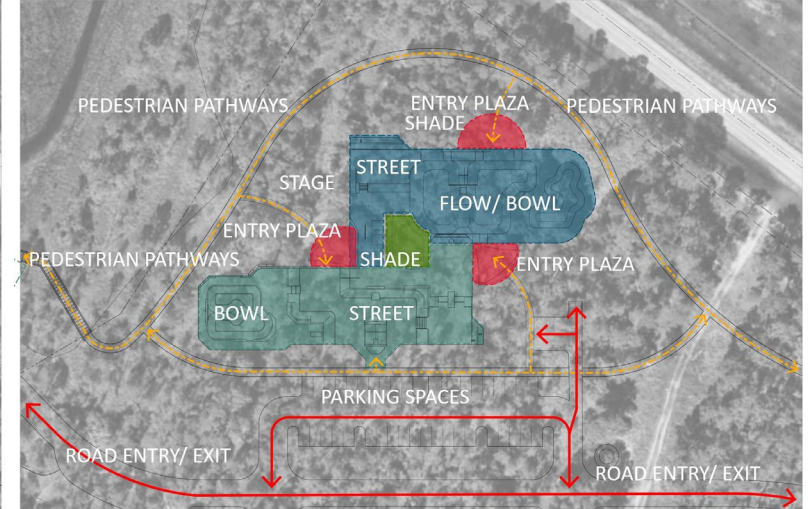 PEDESTRIAN PATHWAYS
ENTRY PLAZA
PEDESTRIAN PATHWAYS
SHADE
STREET
STAGE
FLOW/ BOWL
ENTRY PLAZA
PEDESTRIAN PATHWAYS
SHADE
ENTRY PLAZA
BOWL
STREET
PARKING SPACES
ROAD ENTRY/ EXIT
ROAD ENTRY/ EXIT